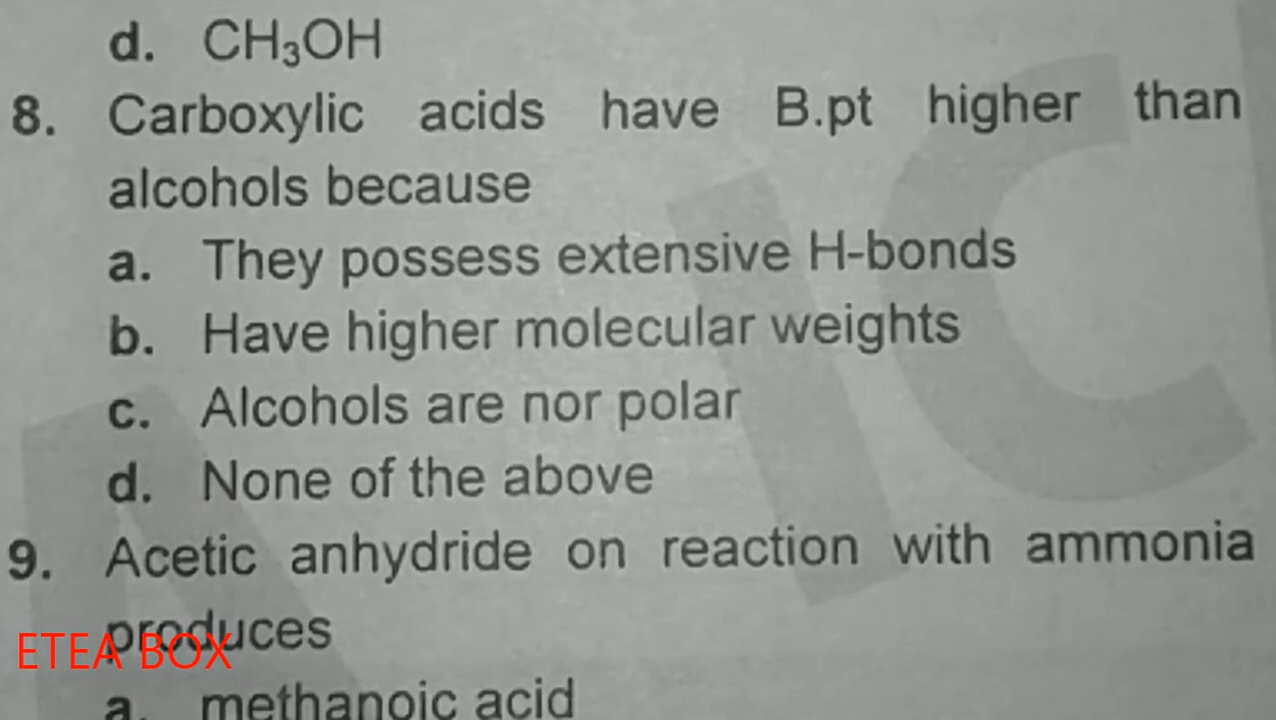 d. CH₃OH
8. Carboxylic acids have B.pt higher than
alcohols because
a. They possess extensive H-bonds
b. Have higher molecular weights
c. Alcohols are nor polar
d. None of the above
9. Acetic anhydride on reaction with ammonia
produces
ETEA BOX
a. methanoic acid